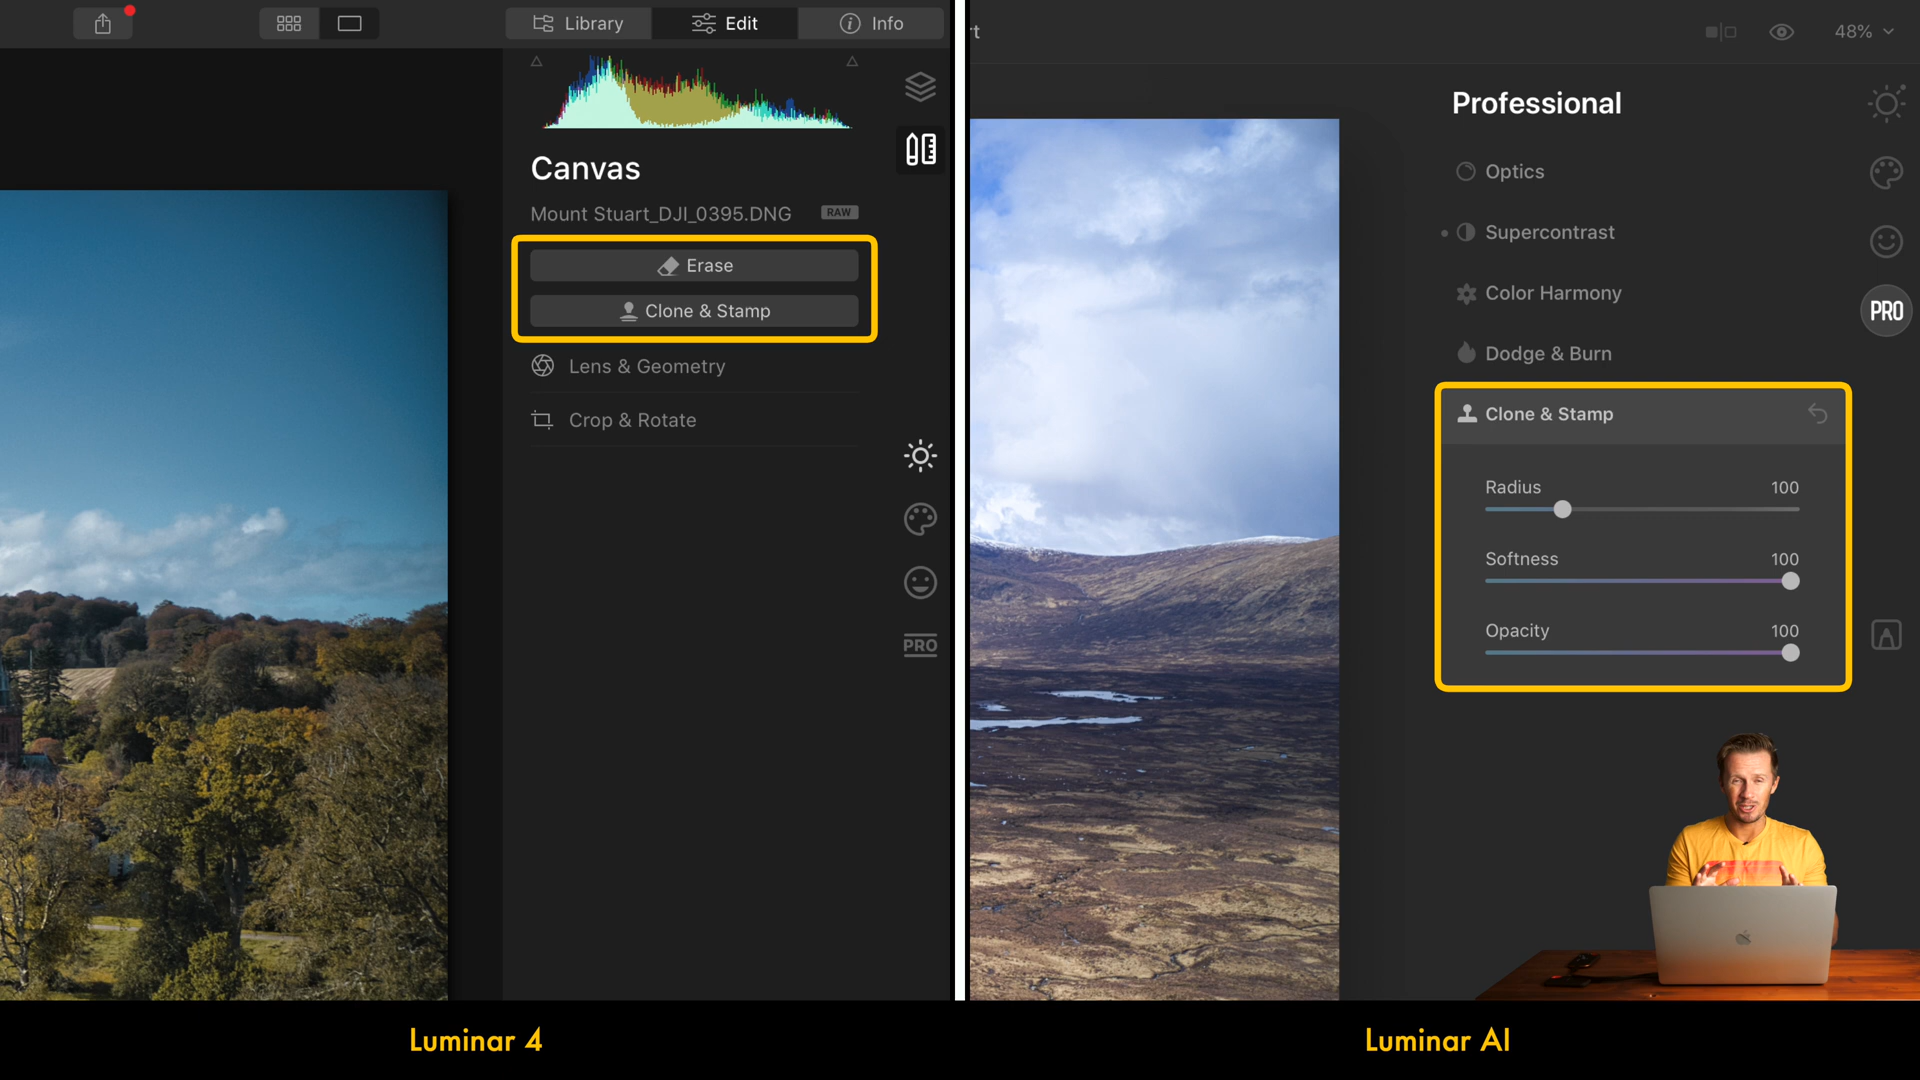 Library
Edit
Info
Canvas
Mount Stuart_DJI_0395.DNG
RAW
Erase
Clone & Stamp
Lens & Geometry
Crop & Rotate
PRO
Luminar 4
rt
48%
Professional
Optics
Supercontrast
Color Harmony
Dodge & Burn
PRO
Clone & Stamp
Radius 100
Softness 100
Opacity 100
Luminar AI